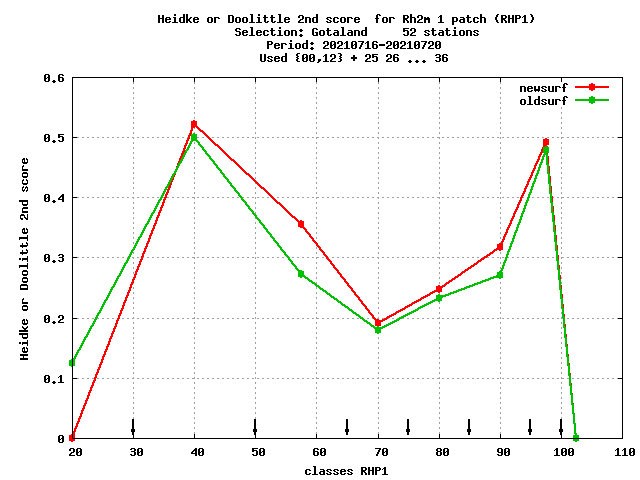 Heidke or Doolittle 2nd score  for Rh2m 1 patch (RHP1)
Selection: Gotaland     52 stations
Period: 20210716-20210720
Used {00,12} + 25 26 ... 36
newsurf
oldsurf
0.6
0.5
0.4
0.3
0.2
0.1
0
Heidke or Doolittle 2nd score
20 30 40 50 60 70 80 90 100 110
classes RHP1